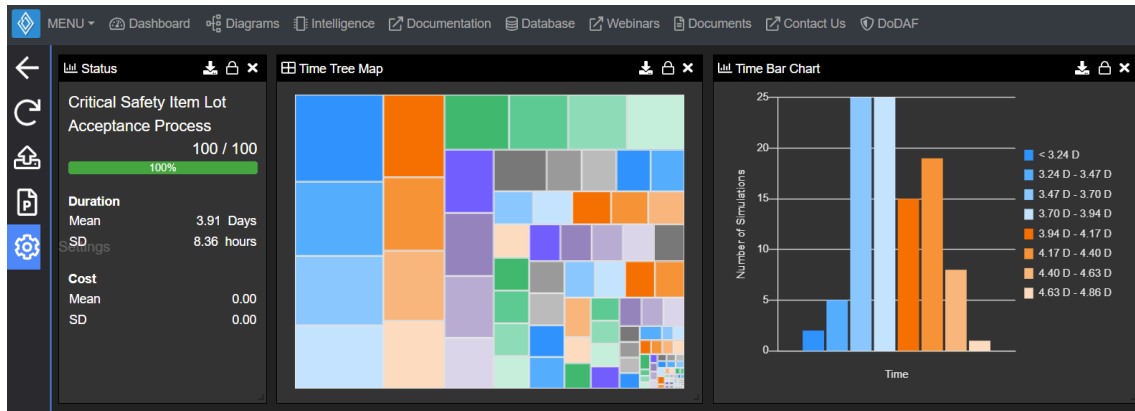 MENU Dashboard Diagrams Intelligence Documentation Database Webinars Documents Contact Us DoDAF
Status
Critical Safety Item Lot
Acceptance Process
100 / 100
100%
Duration
Mean 3.91 Days
SD 8.36 hours
Settings
Cost
Mean 0.00
SD 0.00
Time Tree Map
Time Bar Chart
Number of Simulations
25
20
15
10
5
0
Time
< 3.24 D
3.24 D - 3.47 D
3.47 D - 3.70 D
3.70 D - 3.94 D
3.94 D - 4.17 D
4.17 D - 4.40 D
4.40 D - 4.63 D
4.63 D - 4.86 D